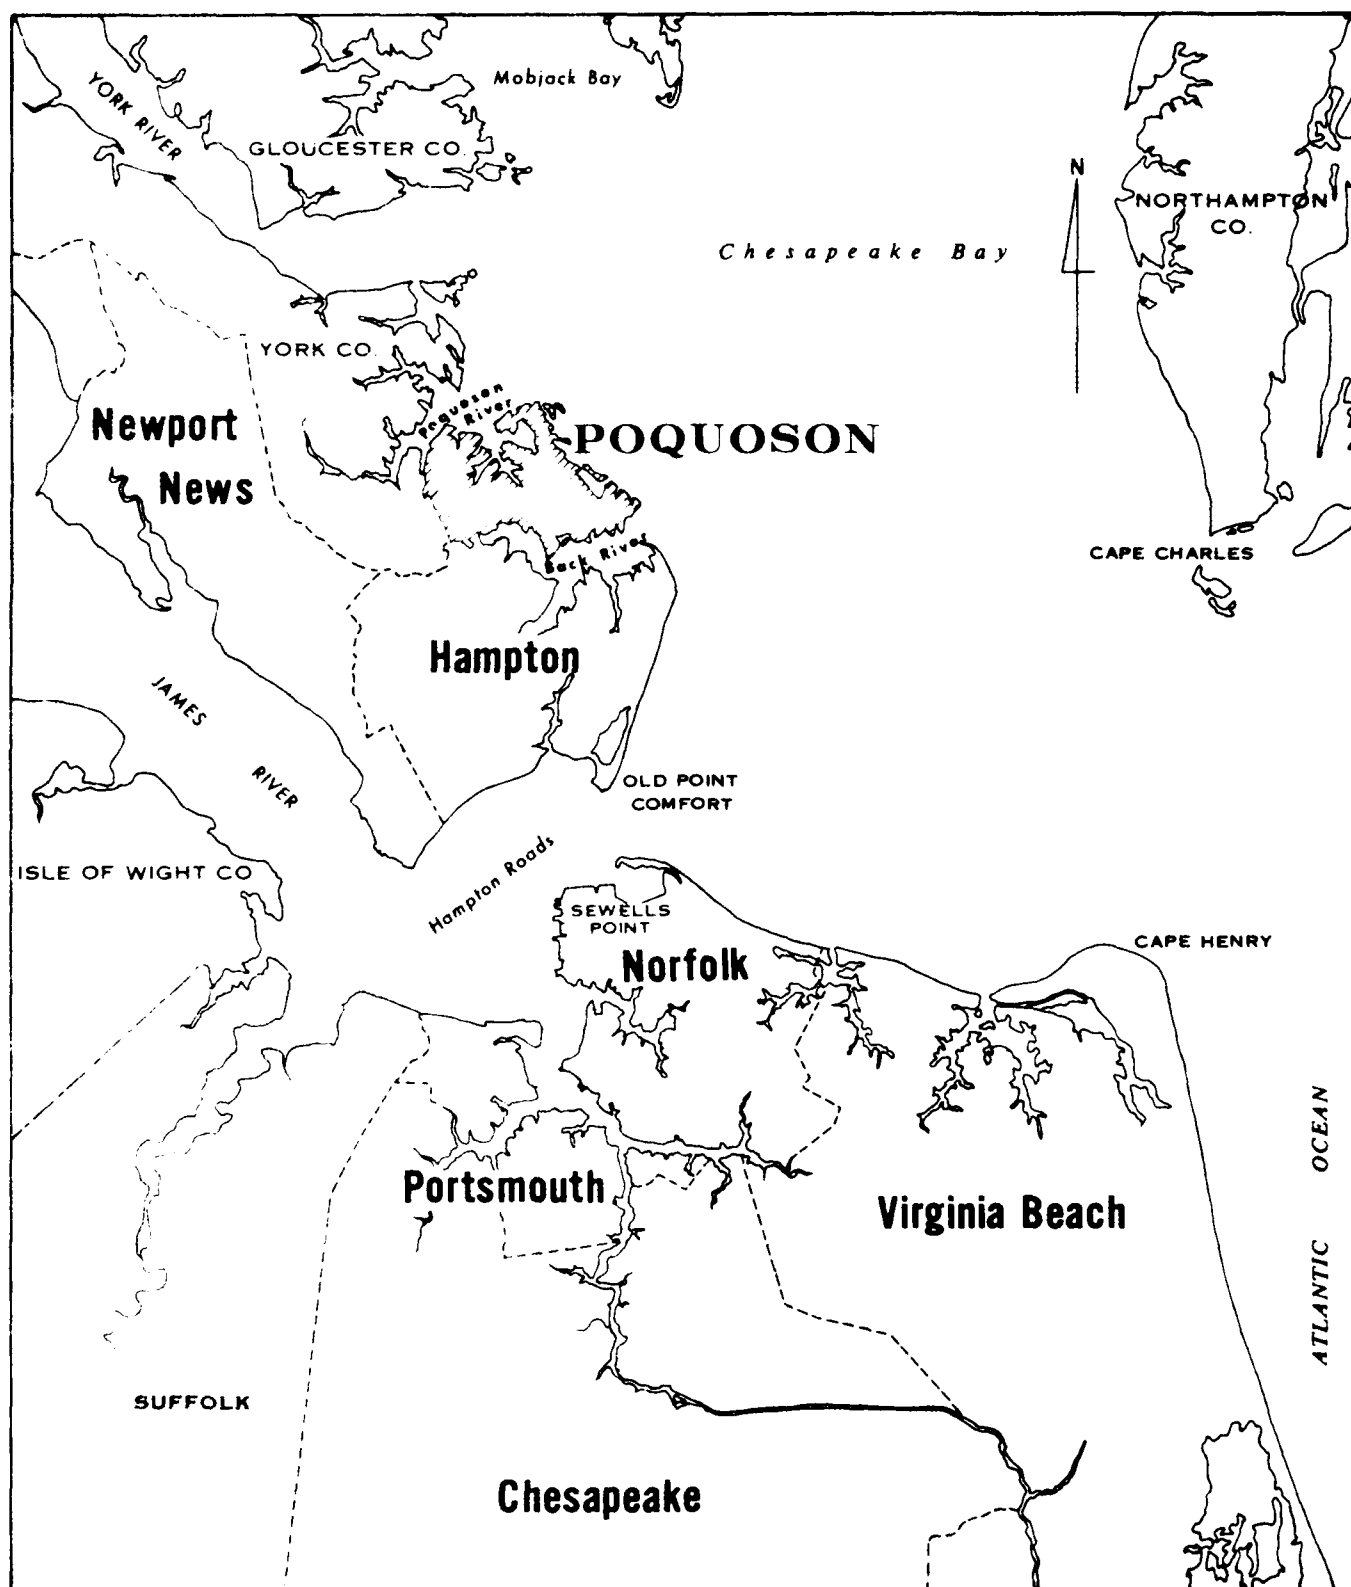 Mobjack Bay
YORK RIVER
GLOUCESTER CO.
N
NORTHAMPTON
CO.
Chesapeake Bay
YORK CO.
Poquoson
River
Newport
News
POQUOSON
Back River
CAPE CHARLES
Hampton
JAMES
RIVER
OLD POINT
COMFORT
Hampton Roads
ISLE OF WIGHT CO
SEWELLS
POINT
Norfolk
CAPE HENRY
Portsmouth
Virginia Beach
ATLANTIC OCEAN
SUFFOLK
Chesapeake